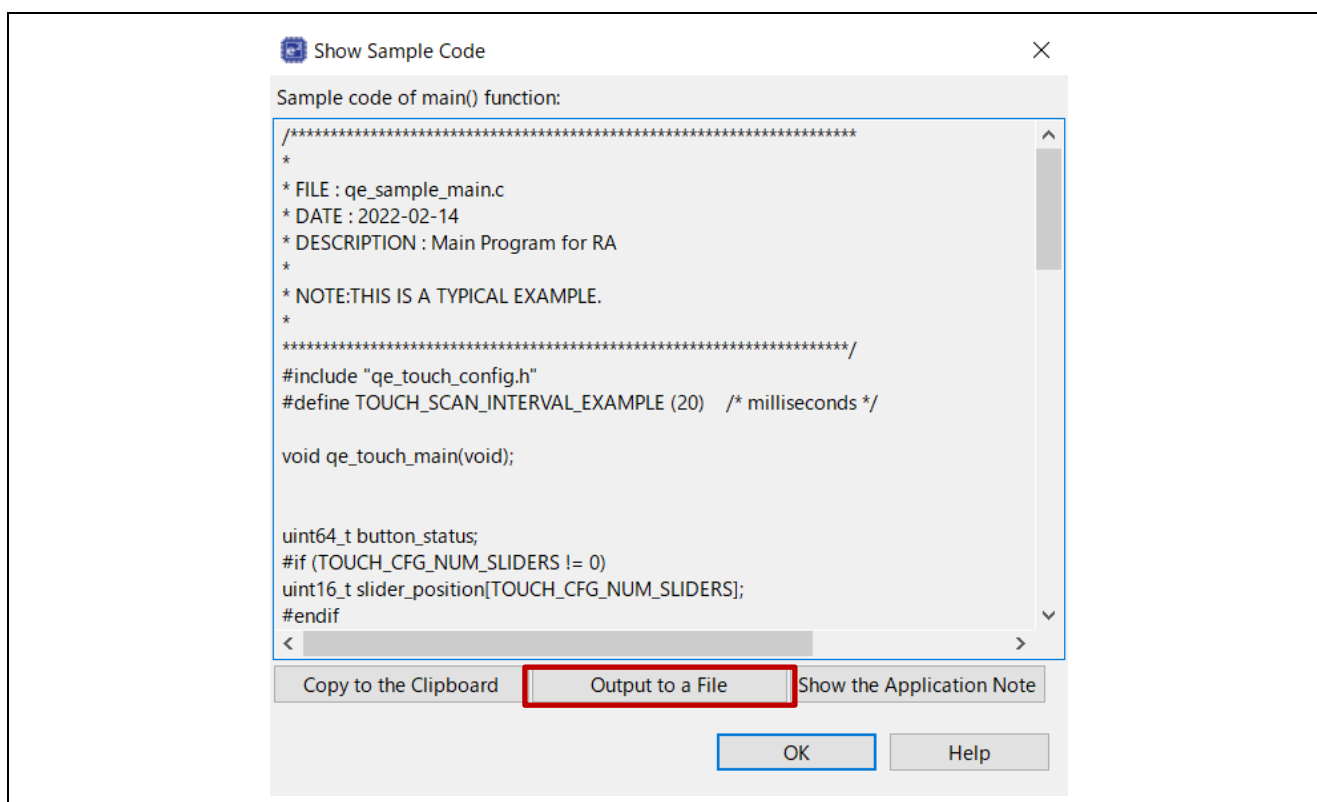 Show Sample Code
Sample code of main() function:
/***********************************************************************
*
* FILE : qe_sample_main.c
* DATE : 2022-02-14
* DESCRIPTION : Main Program for RA
*
* NOTE:THIS IS A TYPICAL EXAMPLE.
*
***********************************************************************/
#include "qe_touch_config.h"
#define TOUCH_SCAN_INTERVAL_EXAMPLE (20)    /* milliseconds */
void qe_touch_main(void);
uint64_t button_status;
#if (TOUCH_CFG_NUM_SLIDERS != 0)
uint16_t slider_position[TOUCH_CFG_NUM_SLIDERS];
#endif
Copy to the Clipboard Output to a File Show the Application Note
OK Help